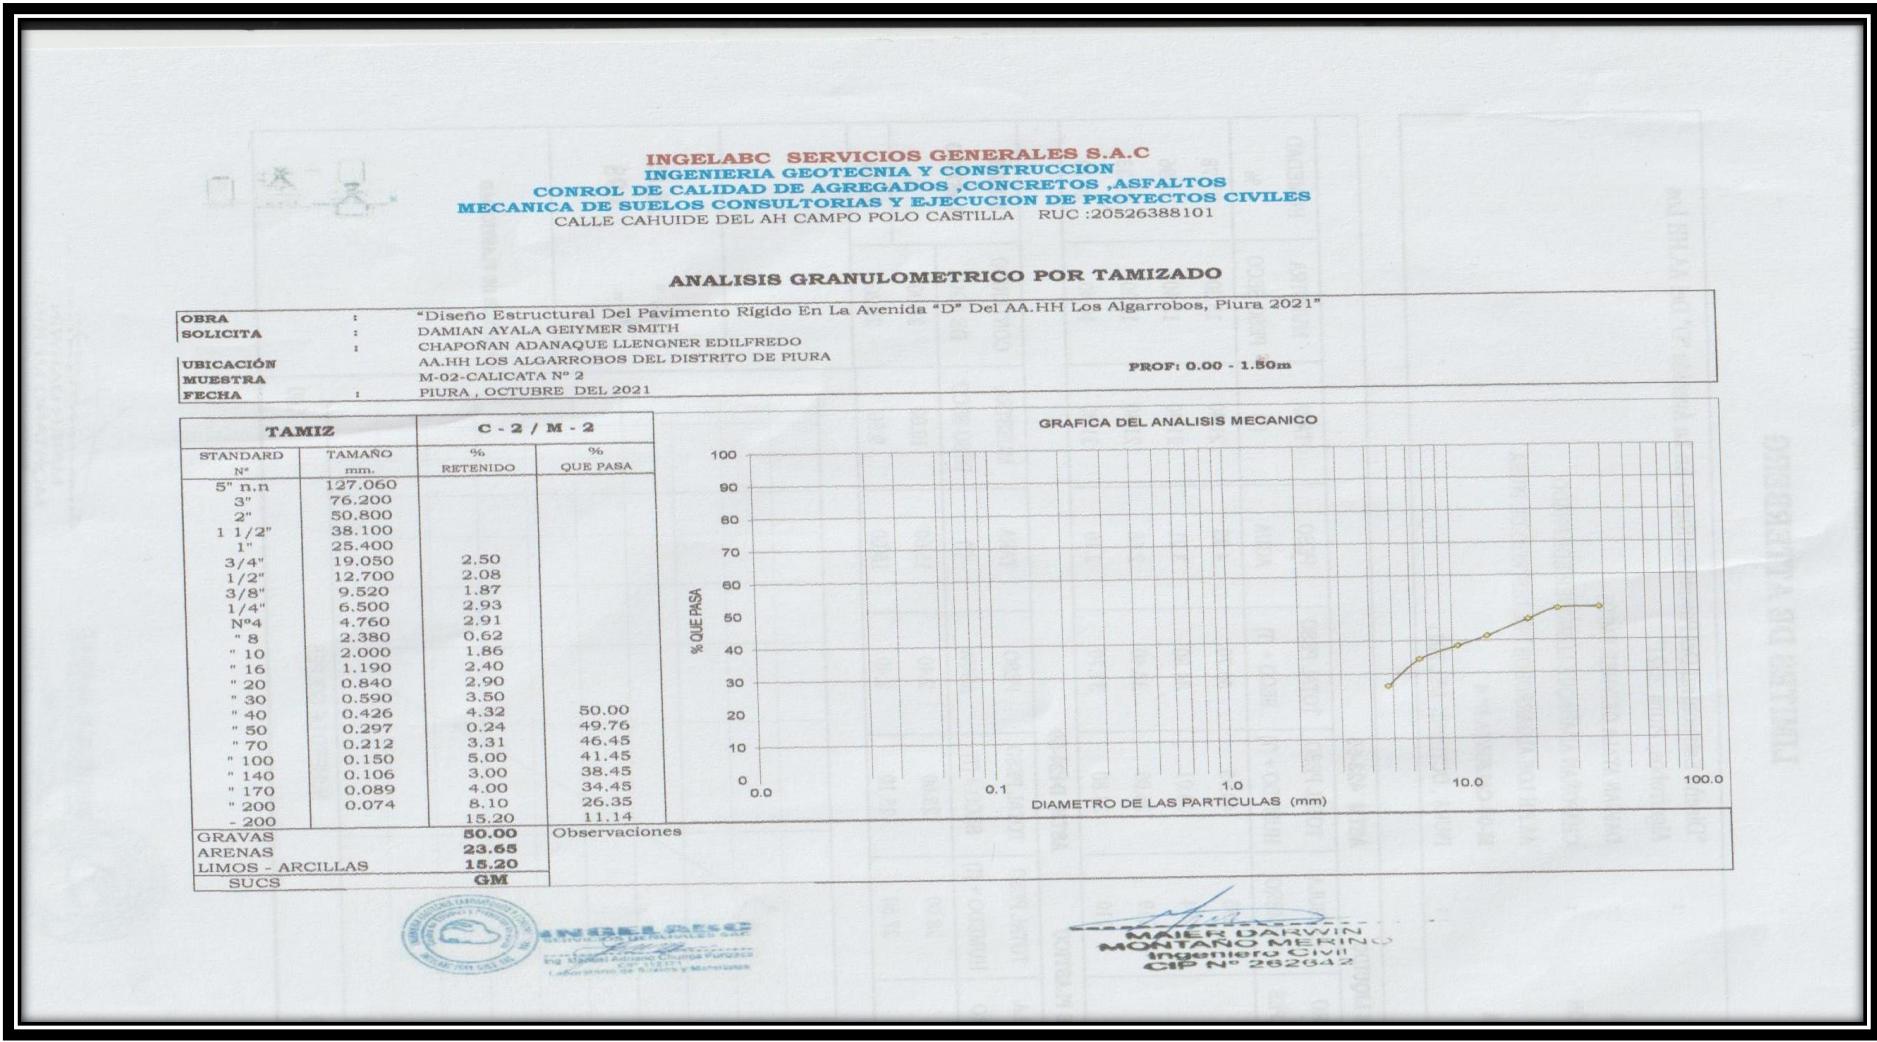 INGELABC SERVICIOS GENERALES S.A.C
INGENIERIA GEOTECNIA Y CONSTRUCCION
CONROL DE CALIDAD DE AGREGADOS ,CONCRETOS ,ASFALTOS
MECANICA DE SUELOS CONSULTORIAS Y EJECUCION DE PROYECTOS CIVILES
CALLE CAHUIDE DEL AH CAMPO POLO CASTILLA RUC :20526388101
ANALISIS GRANULOMETRICO POR TAMIZADO
OBRA : "Diseño Estructural Del Pavimento Rígido En La Avenida "D" Del AA.HH Los Algarrobos, Piura 2021"
SOLICITA : DAMIAN AYALA GEIYMER SMITH
: CHAPOÑAN ADANAQUE LLENGNER EDILFREDO
UBICACIÓN AA.HH LOS ALGARROBOS DEL DISTRITO DE PIURA
MUESTRA M-02-CALICATA Nº 2 PROF: 0.00 - 1.50m
FECHA : PIURA , OCTUBRE DEL 2021
TAMIZ C - 2 / M - 2
STANDARD TAMAÑO % %
Nº mm. RETENIDO QUE PASA
5" n.n 127.060
3" 76.200
2" 50.800
1 1/2" 38.100
1" 25.400
3/4" 19.050 2.50
1/2" 12.700 2.08
3/8" 9.520 1.87
1/4" 6.500 2.93
Nº4 4.760 2.91
" 8 2.380 0.62
" 10 2.000 1.86
" 16 1.190 2.40
" 20 0.840 2.90
" 30 0.590 3.50
" 40 0.426 4.32 50.00
" 50 0.297 0.24 49.76
" 70 0.212 3.31 46.45
" 100 0.150 5.00 41.45
" 140 0.106 3.00 38.45
" 170 0.089 4.00 34.45
" 200 0.074 8.10 26.35
- 200 15.20 11.14
GRAVAS 50.00 Observaciones
ARENAS 23.65
LIMOS - ARCILLAS 15.20
SUCS GM
GRAFICA DEL ANALISIS MECANICO
% QUE PASA
100
90
80
70
60
50
40
30
20
10
0
0.0 0.1 1.0 10.0 100.0
DIAMETRO DE LAS PARTICULAS (mm)
INGELABC
SERVICIOS GENERALES SAC
Laboratorio de Suelos y Materiales
MAIER DARWIN
MONTAÑO MERINO
Ingeniero Civil
CIP Nº 262642